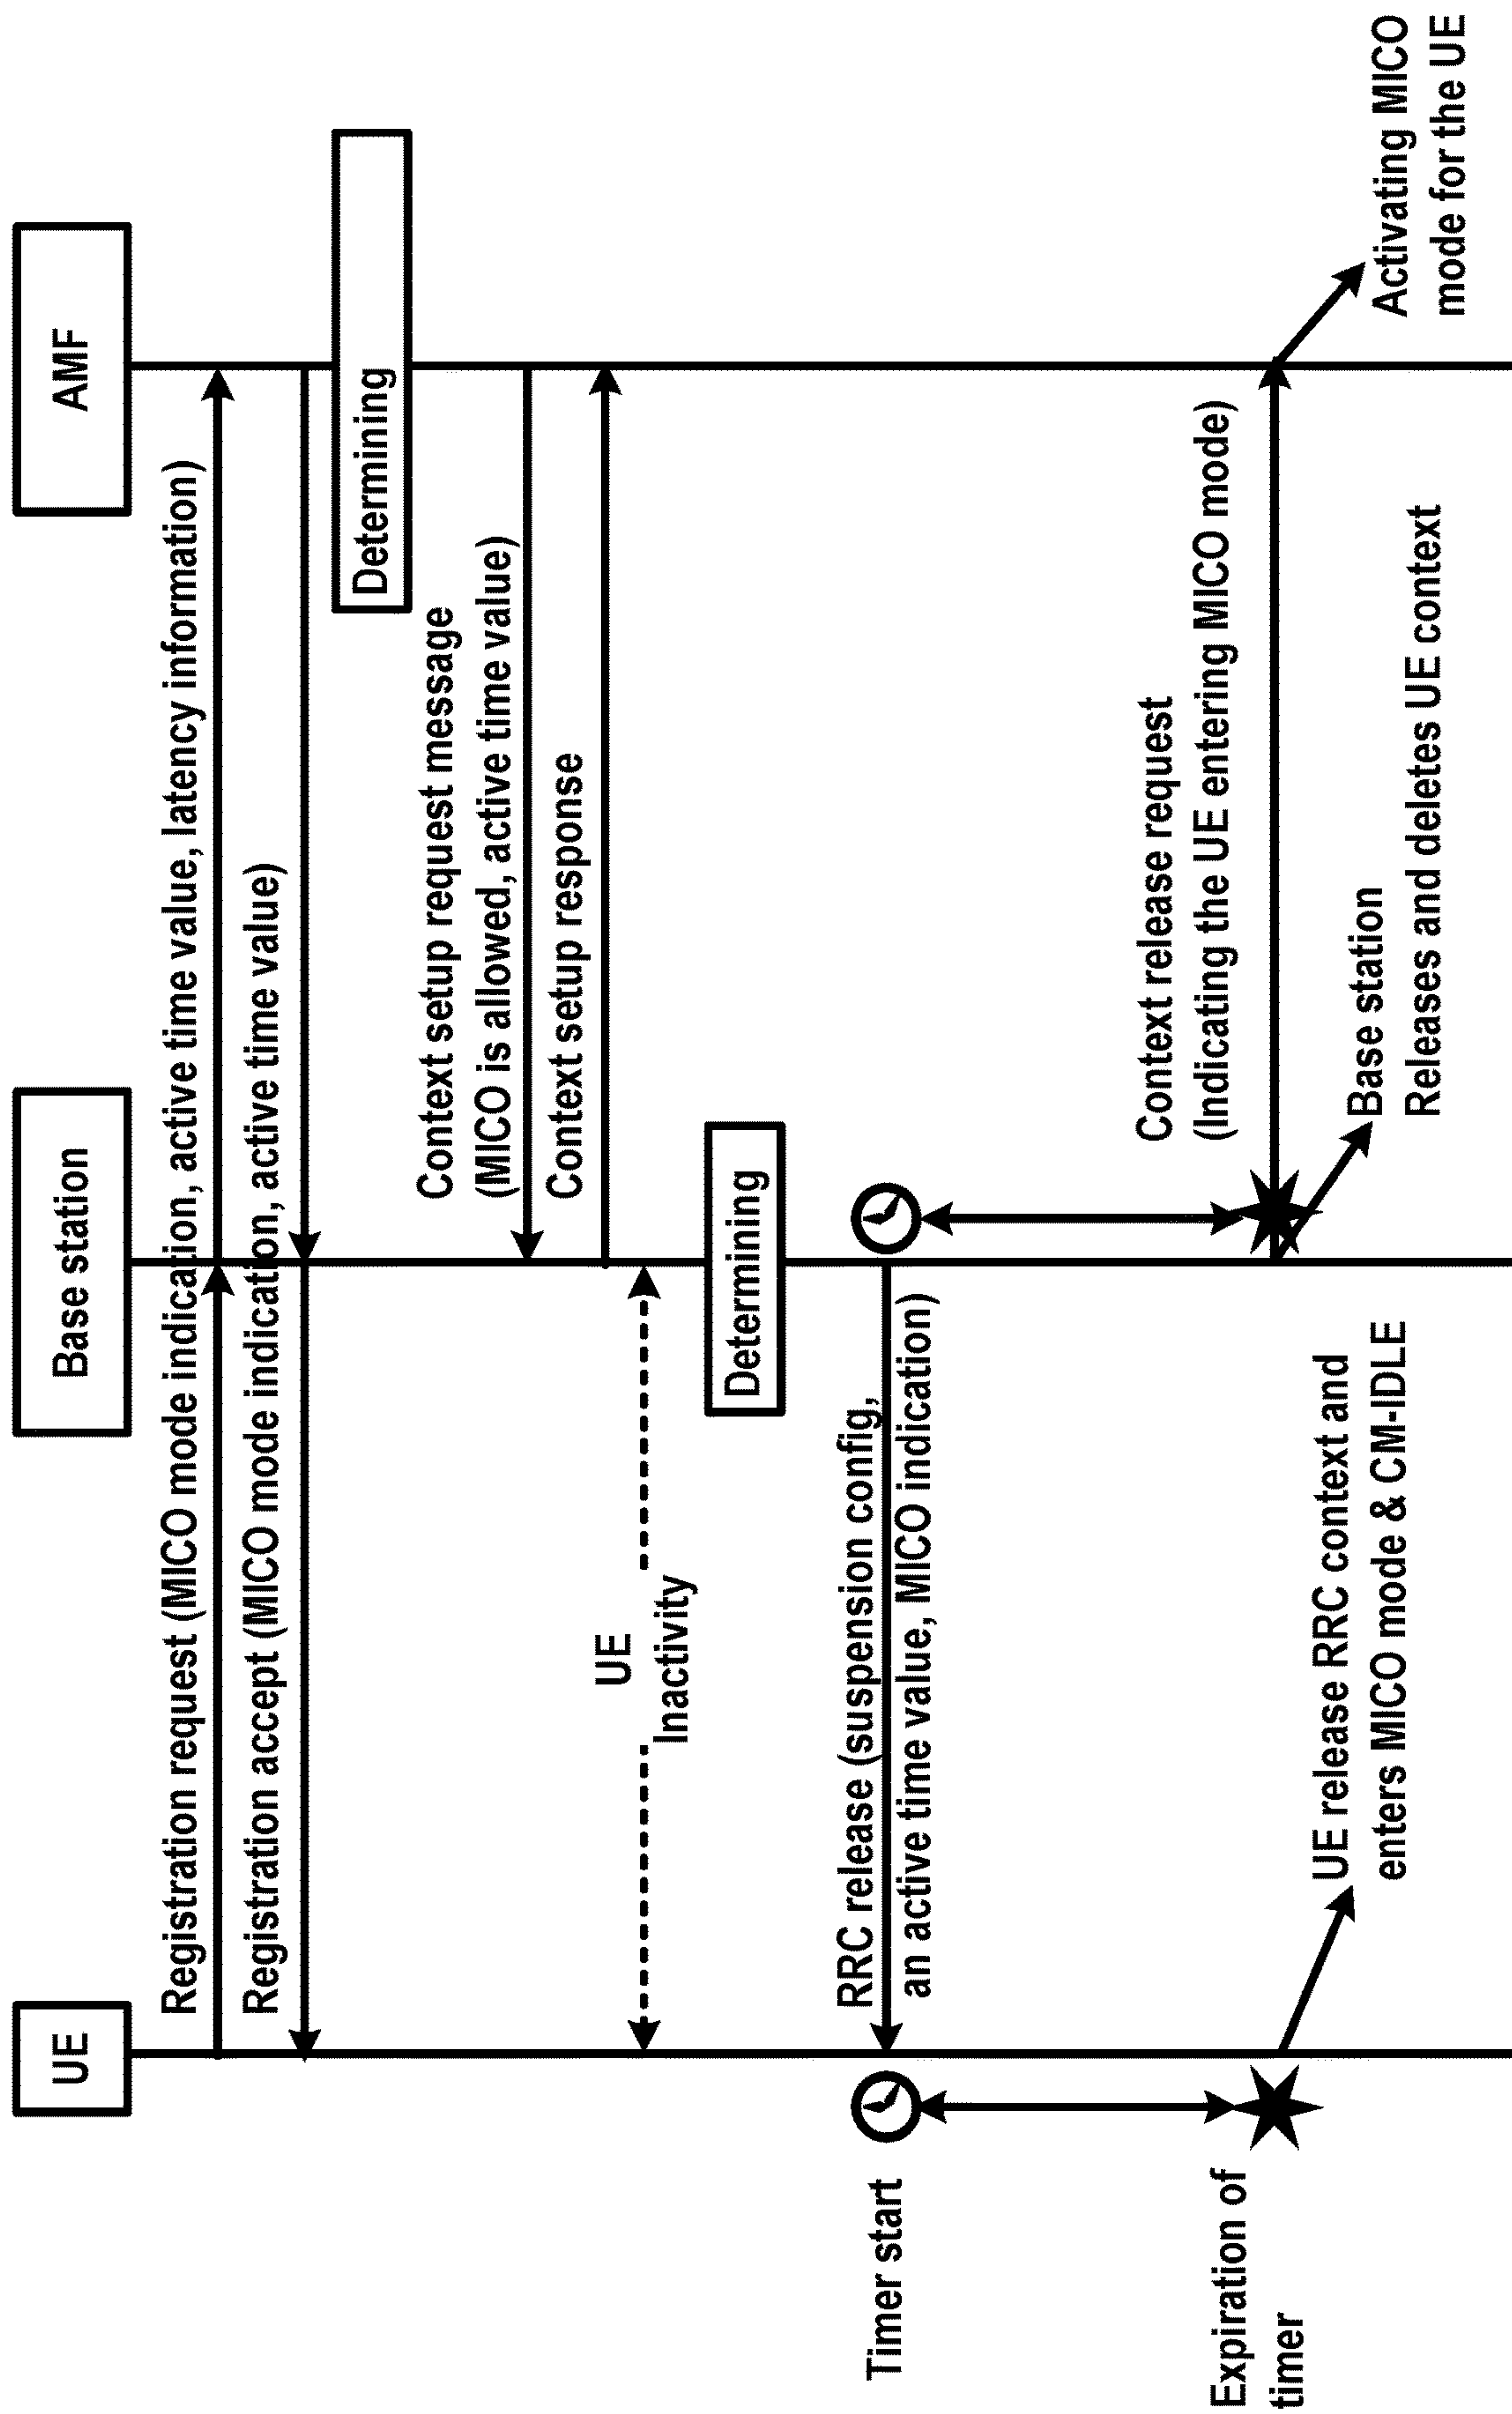 UE
Base station
AMF
Registration request (MICO mode indication, active time value, latency information)
Registration accept (MICO mode indication, active time value)
Determining
Context setup request message
(MICO is allowed, active time value)
Context setup response
UE
Inactivity
Determining
RRC release (suspension config,
an active time value, MICO indication)
Timer start
Context release request
(Indicating the UE entering MICO mode)
Expiration of
timer
UE release RRC context and
enters MICO mode & CM-IDLE
Base station
Releases and deletes UE context
Activating MICO
mode for the UE